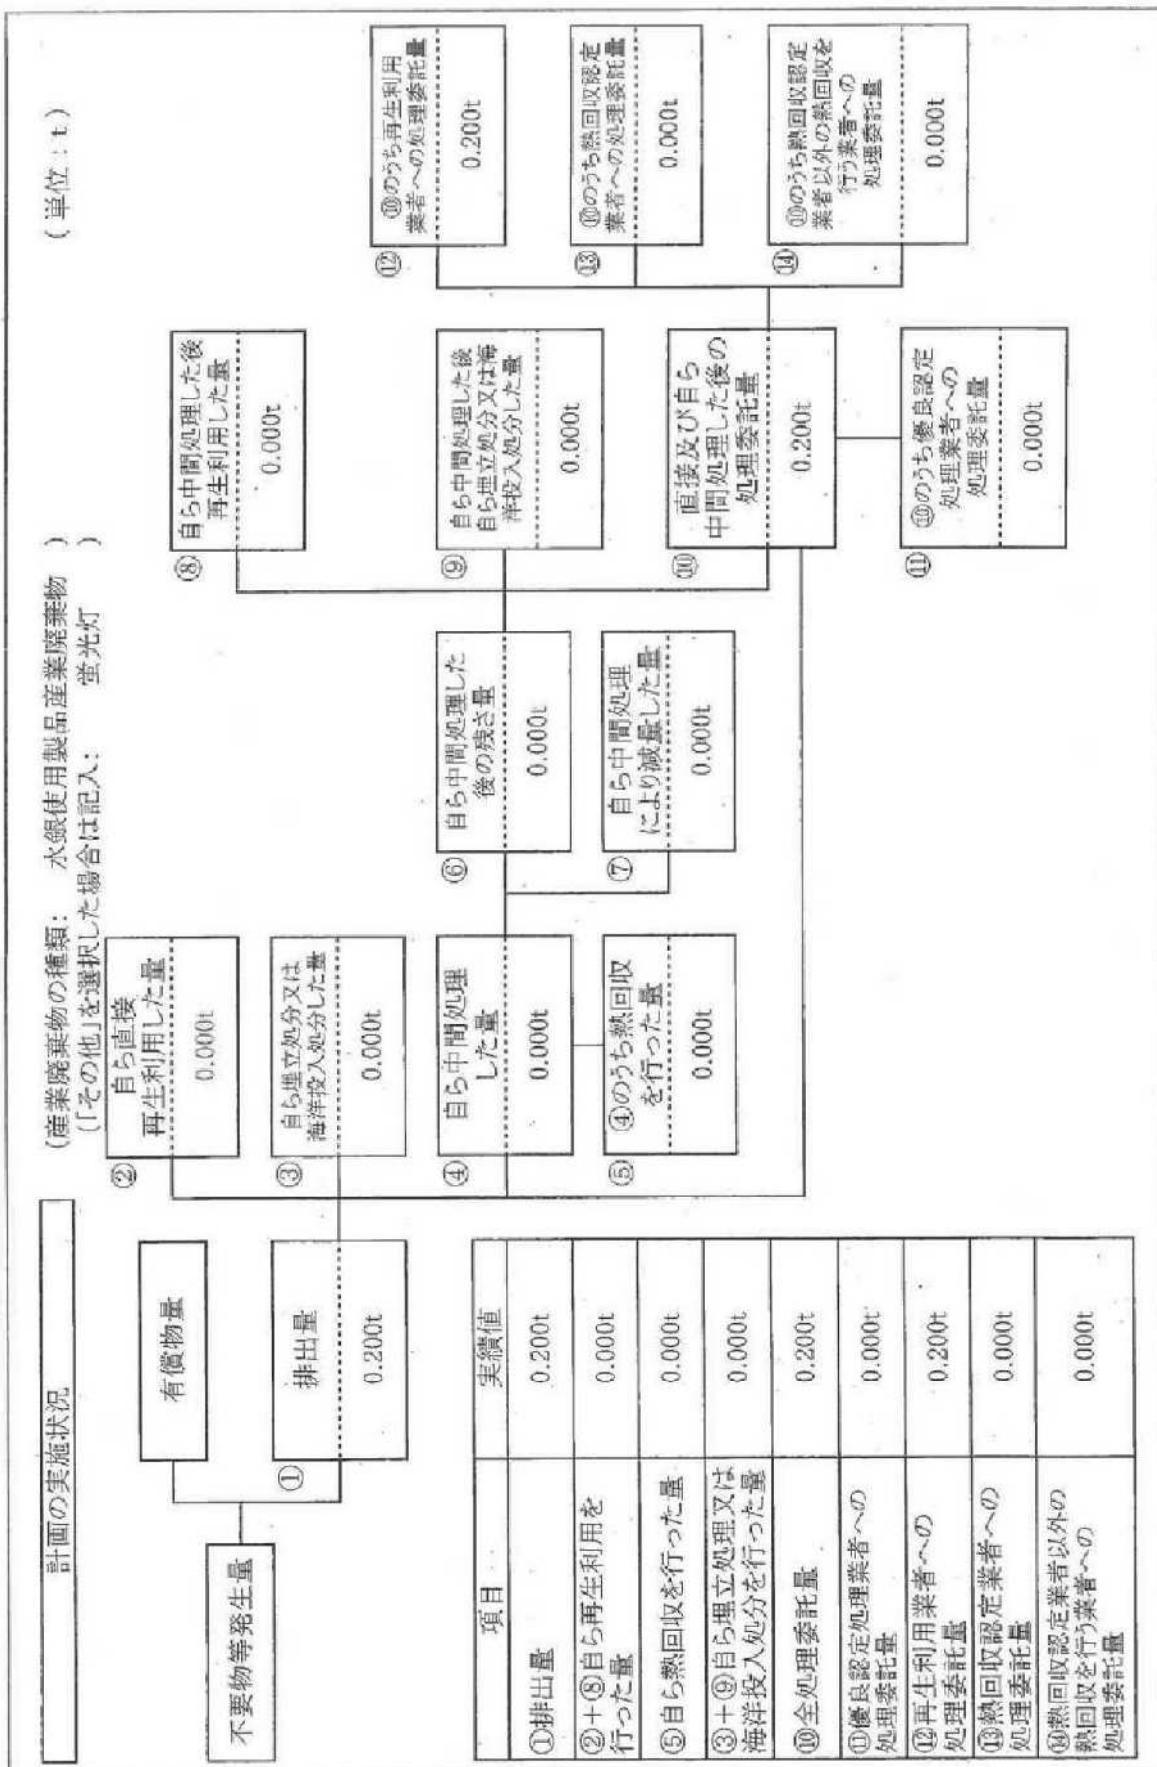 計画の実施状況
(産業廃棄物の種類： 水銀使用製品産業廃棄物 )
(「その他」を選択した場合は記入： 蛍光灯 )
(単位：t)
不要物等発生量
有償物量
①
排出量
0.200t
②
自ら直接
再生利用した量
0.000t
③
自ら埋立処分又は
海洋投入処分した量
0.000t
④
自ら中間処理
した量
0.000t
⑤
④のうち熱回収
を行った量
0.000t
⑥
自ら中間処理した
後の残さ量
0.000t
⑦
自ら中間処理
により減量した量
0.000t
⑧
自ら中間処理した後
再生利用した量
0.000t
⑨
自ら中間処理した後
自ら埋立処分又は海
洋投入処分した量
0.000t
⑩
直接及び自ら
中間処理した後の
処理委託量
0.200t
⑪
⑩のうち優良認定
処理業者への
処理委託量
0.000t
⑫
⑩のうち再生利用
業者への処理委託量
0.200t
⑬
⑩のうち熱回収認定
業者への処理委託量
0.000t
⑭
⑩のうち熱回収認定
業者以外の熱回収を
行う業者への
処理委託量
0.000t
項目 実績値
①排出量 0.200t
②＋⑧自ら再生利用を
行った量 0.000t
⑤自ら熱回収を行った量 0.000t
③＋⑨自ら埋立処理又は
海洋投入処分を行った量 0.000t
⑩全処理委託量 0.200t
⑪優良認定処理業者への
処理委託量 0.000t
⑫再生利用業者への
処理委託量 0.200t
⑬熱回収認定業者への
処理委託量 0.000t
⑭熱回収認定業者以外の
熱回収を行う業者への
処理委託量 0.000t